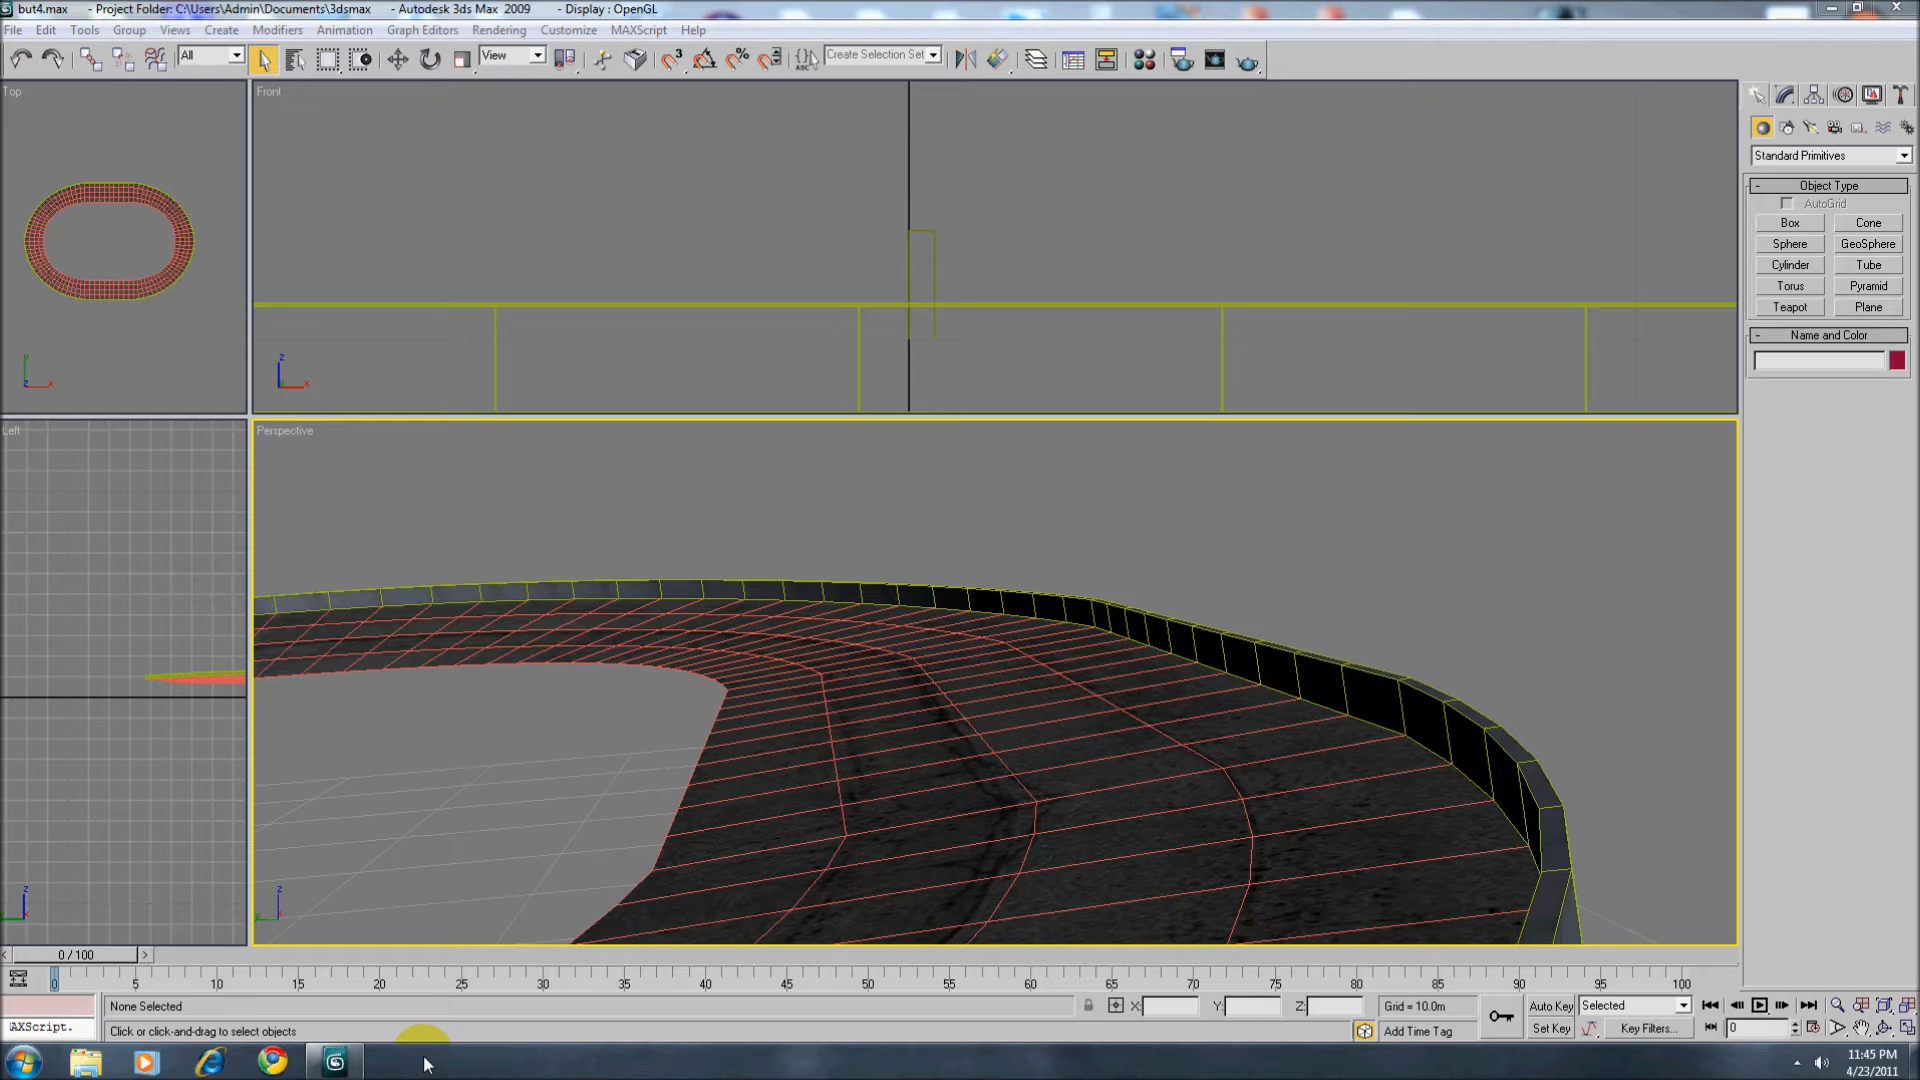 but4.max - Project Folder: C:\Users\Admin\Documents\3dsmax - Autodesk 3ds Max 2009 - Display : OpenGL
File Edit Tools Group Views Create Modifiers Animation Graph Editors Rendering Customize MAXScript Help
All View 3 % ABC Create Selection Set
Top
Front
Standard Primitives
- Object Type
AutoGrid
Box Cone
Sphere GeoSphere
Cylinder Tube
Torus Pyramid
Teapot Plane
- Name and Color
y
z x
z
x
Left
Perspective
z
z
y
< 0 / 100 >
0 5 10 15 20 25 30 35 40 45 50 55 60 65 70 75 80 85 90 95 100
None Selected X: Y: Z: Grid = 10.0m Auto Key Selected
AXScript. Click or click-and-drag to select objects Add Time Tag Set Key Key Filters... 0
11:45 PM
4/23/2011